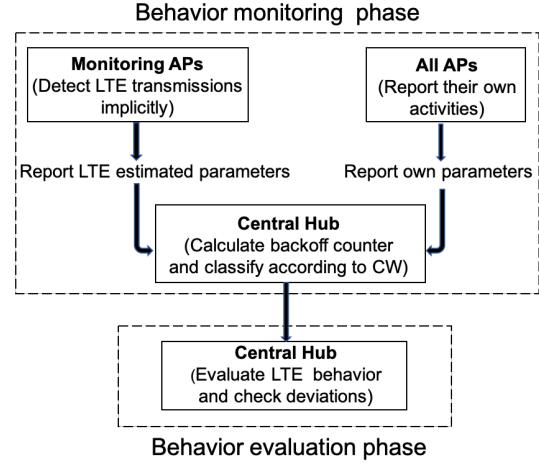 Behavior monitoring phase
Monitoring APs
(Detect LTE transmissions
implicitly)
All APs
(Report their own
activities)
Report LTE estimated parameters
Report own parameters
Central Hub
(Calculate backoff counter
and classify according to CW)
Central Hub
(Evaluate LTE behavior
and check deviations)
Behavior evaluation phase